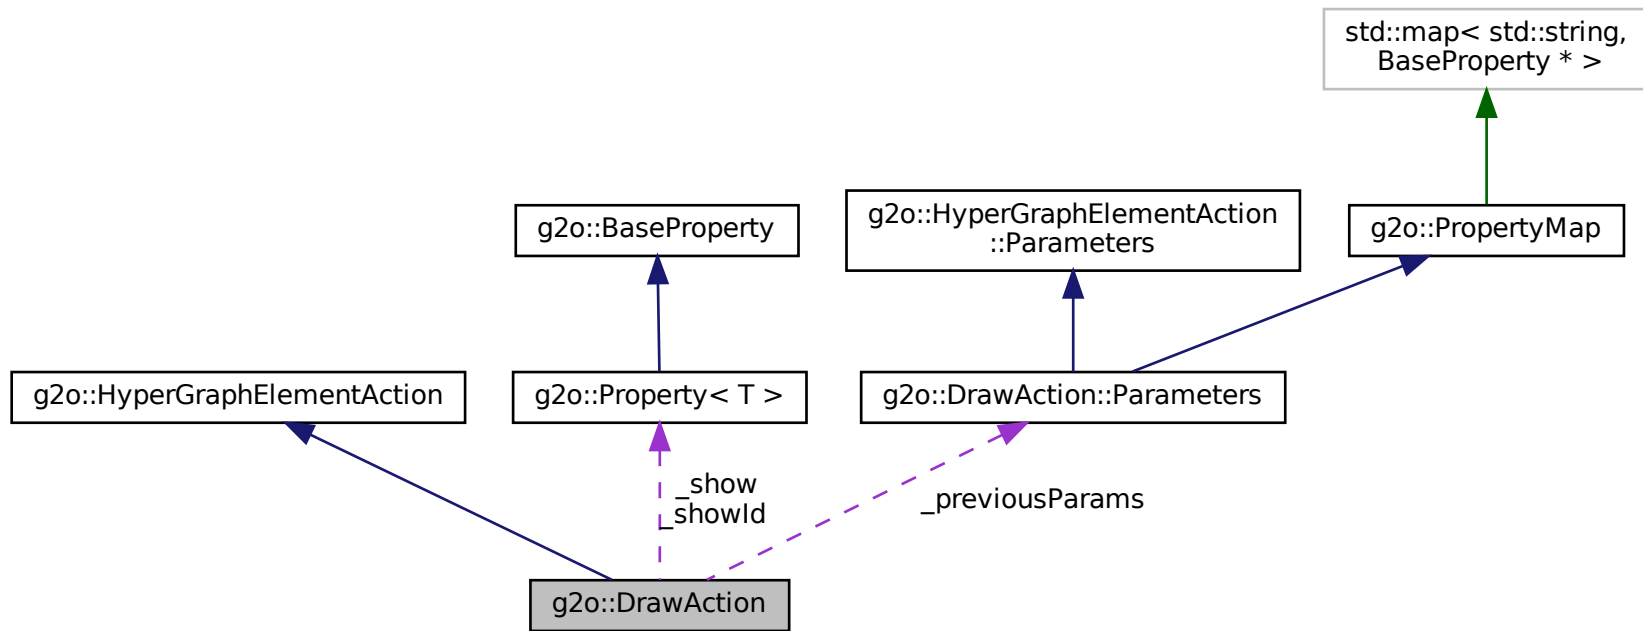 std::map< std::string,
BaseProperty * >
g2o::BaseProperty
g2o::HyperGraphElementAction
::Parameters
g2o::PropertyMap
g2o::HyperGraphElementAction
g2o::Property< T >
g2o::DrawAction::Parameters
_show
_showId
_previousParams
g2o::DrawAction